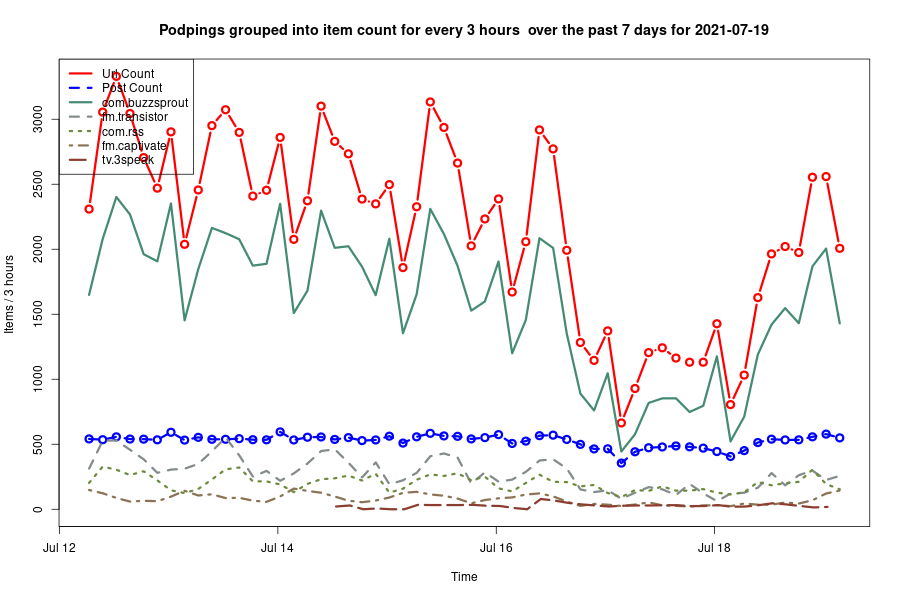 Podpings grouped into item count for every 3 hours  over the past 7 days for 2021-07-19
Url Count
Post Count
com.buzzsprout
fm.transistor
com.rss
fm.captivate
tv.3speak
Items / 3 hours
3000
2500
2000
1500
1000
500
0
Jul 12
Jul 14
Jul 16
Jul 18
Time